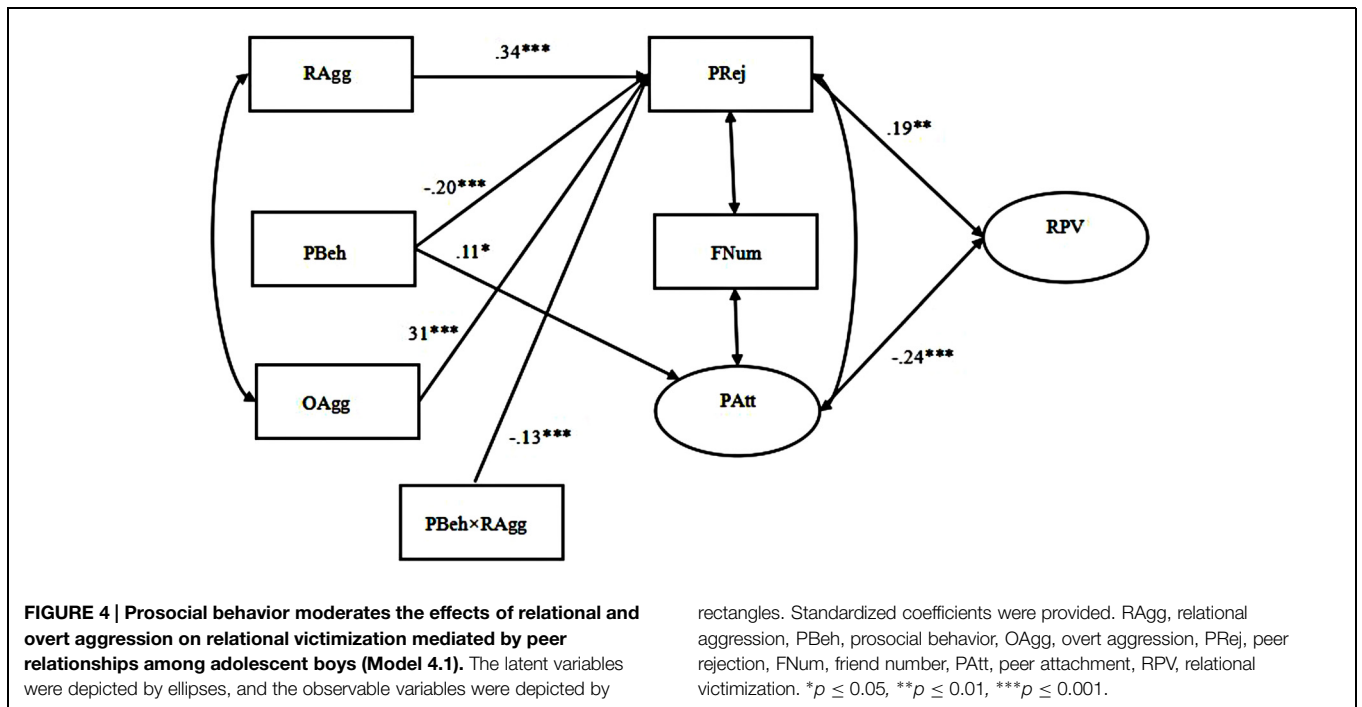 .34***
RAgg
PRej
.19**
-.20***
RPV
PBeh
.11*
FNum
31***
-.24***
OAgg
PAtt
-.13***
PBeh×RAgg
FIGURE 4 | Prosocial behavior moderates the effects of relational and
overt aggression on relational victimization mediated by peer
relationships among adolescent boys (Model 4.1). The latent variables
were depicted by ellipses, and the observable variables were depicted by
rectangles. Standardized coefficients were provided. RAgg, relational
aggression, PBeh, prosocial behavior, OAgg, overt aggression, PRej, peer
rejection, FNum, friend number, PAtt, peer attachment, RPV, relational
victimization. *p ≤ 0.05, **p ≤ 0.01, ***p ≤ 0.001.